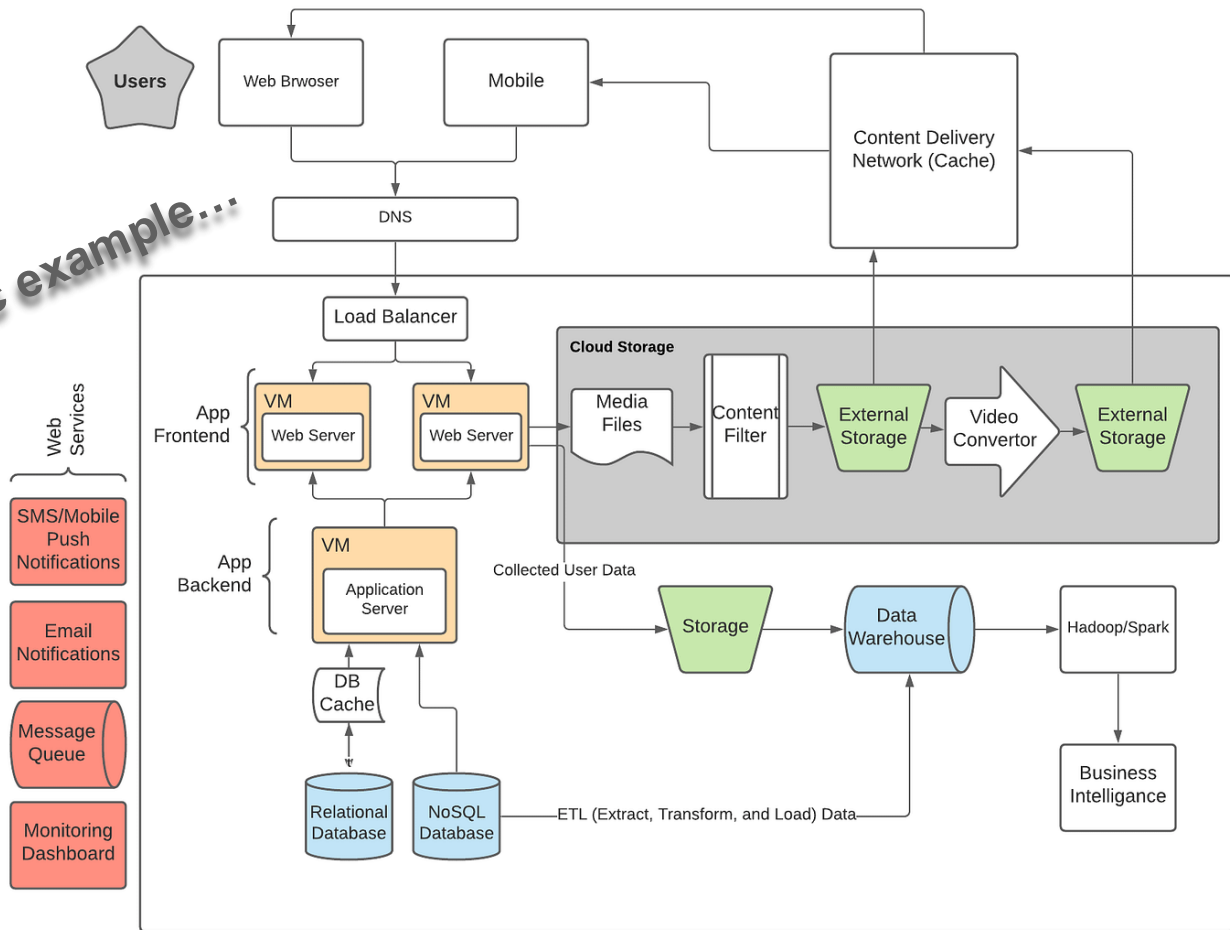 Users
Web Brwoser
Mobile
Content Delivery
Network (Cache)
DNS
example...
Load Balancer
Cloud Storage
App
Frontend
VM
Web Server
VM
Web Server
Media
Files
Content
Filter
External
Storage
Video
Convertor
External
Storage
Web
Services
SMS/Mobile
Push
Notifications
App
Backend
VM
Application
Server
Collected User Data
Email
Notifications
Storage
Data
Warehouse
Hadoop/Spark
DB
Cache
Message
Queue
Relational
Database
NoSQL
Database
ETL (Extract, Transform, and Load) Data
Business
Intelligance
Monitoring
Dashboard